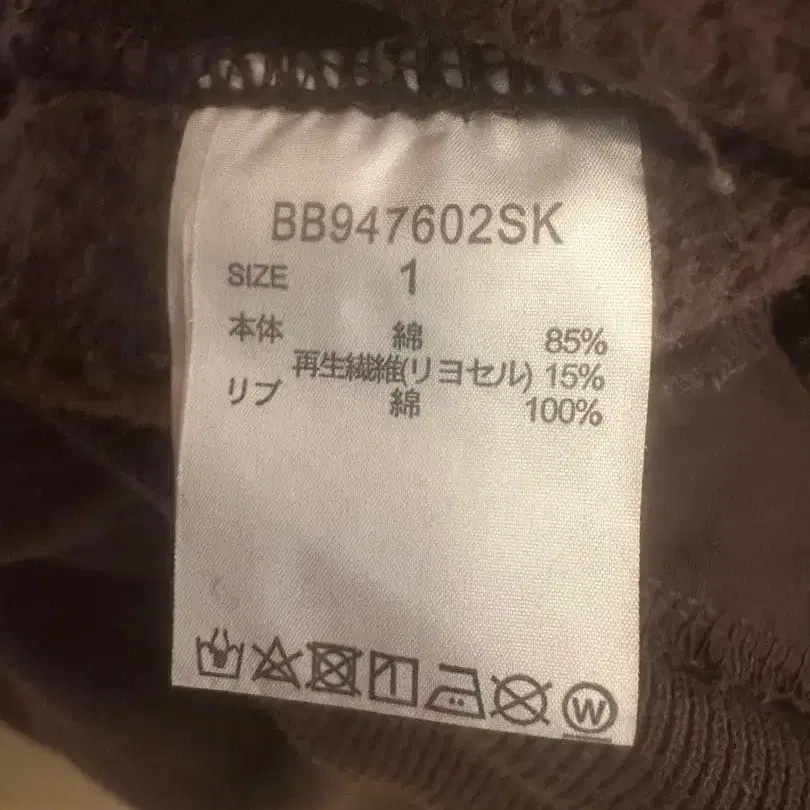 BB947602SK
SIZE 1
本体 綿 85%
再生繊維(リヨセル) 15%
リブ 綿 100%
W